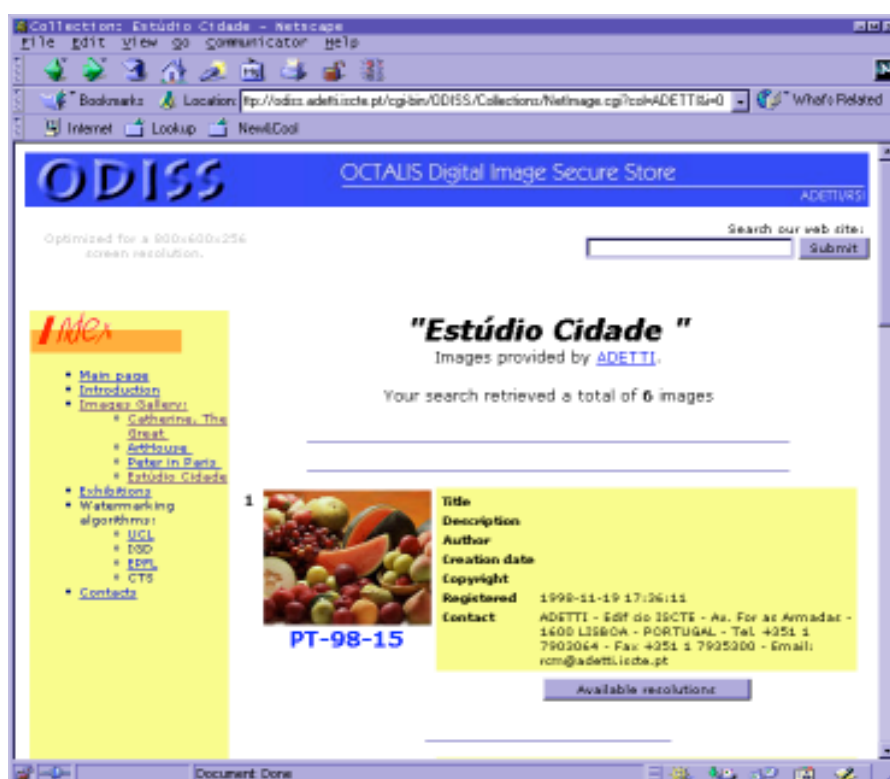 Collection: Estúdio Cidade - Netscape
File Edit View Go Communicator Help
Bookmarks Location: ftp://odiss.adetti.iscte.pt/cgi-bin/ODISS/Collections/NetImage.cgi?col=ADETTI&i=0 What's Related
Internet Lookup New&Cool
ODISS OCTALIS Digital Image Secure Store
ADETTI/RSI
Search our web site:
Optimized for a 800x600x256
screen resolution.
Submit
Index
"Estúdio Cidade "
Images provided by ADETTI.
Your search retrieved a total of 6 images
Main page
Introduction
Images Gallery:
Catherine, The
Great
ArtHouse
Peter in Paris
Estúdio Cidade
Exhibitions
Watermarking
algorithms:
UCL
IGD
EPFL
CTS
Contacts
1
PT-98-15
Title
Description
Author
Creation date
Copyright
Registered 1998-11-19 17:36:11
Contact ADETTI - Edif cio ISCTE - Av. For as Armadas -
1600 LISBOA - PORTUGAL - Tel. +351 1
7903064 - Fax +351 1 7935300 - Email:
rcm@adetti.iscte.pt
Available resolutions
Document: Done